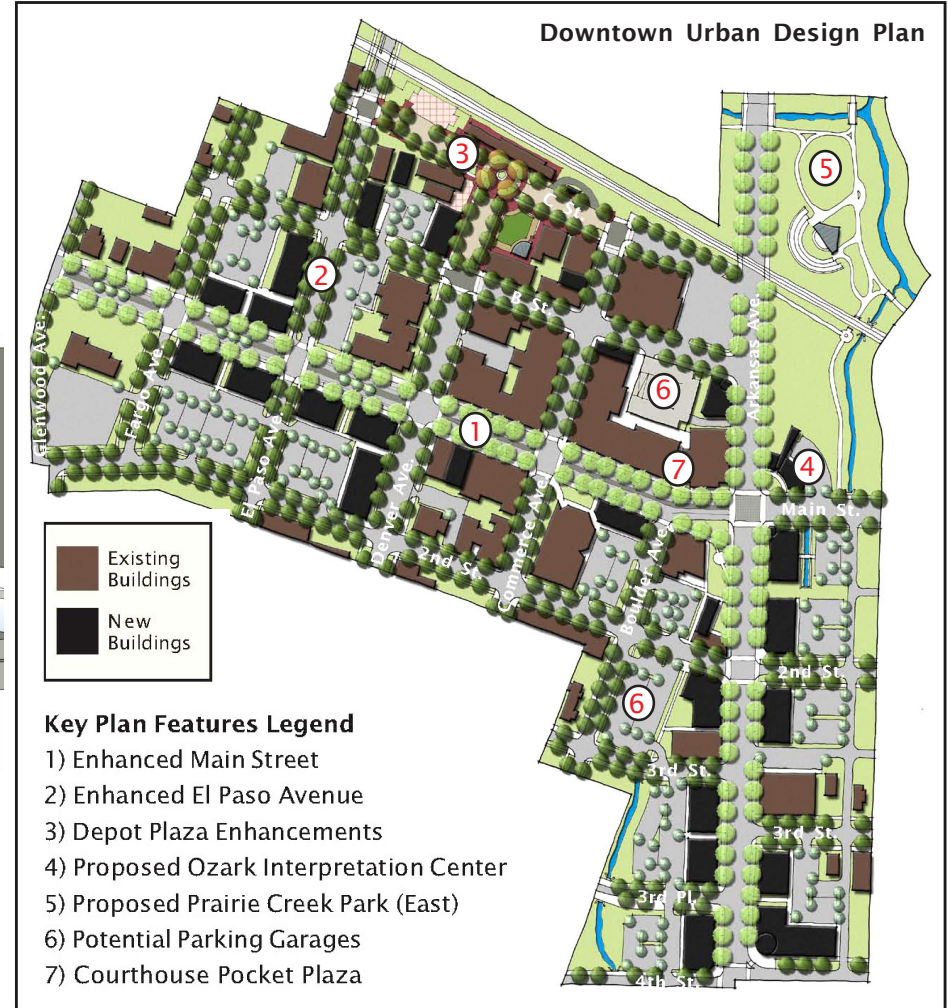 Downtown Urban Design Plan
3
5
C St.
2
B St.
Arkansas Ave.
Glenwood Ave.
Fargo Ave.
6
1
El Paso Ave.
7
4
Denver Ave.
Main St.
Commerce Ave.
2nd St.
Boulder Ave.
Existing
Buildings
New
Buildings
2nd St.
6
3rd St.
3rd St.
3rd Pl.
4th St.
Key Plan Features Legend
1) Enhanced Main Street
2) Enhanced El Paso Avenue
3) Depot Plaza Enhancements
4) Proposed Ozark Interpretation Center
5) Proposed Prairie Creek Park (East)
6) Potential Parking Garages
7) Courthouse Pocket Plaza